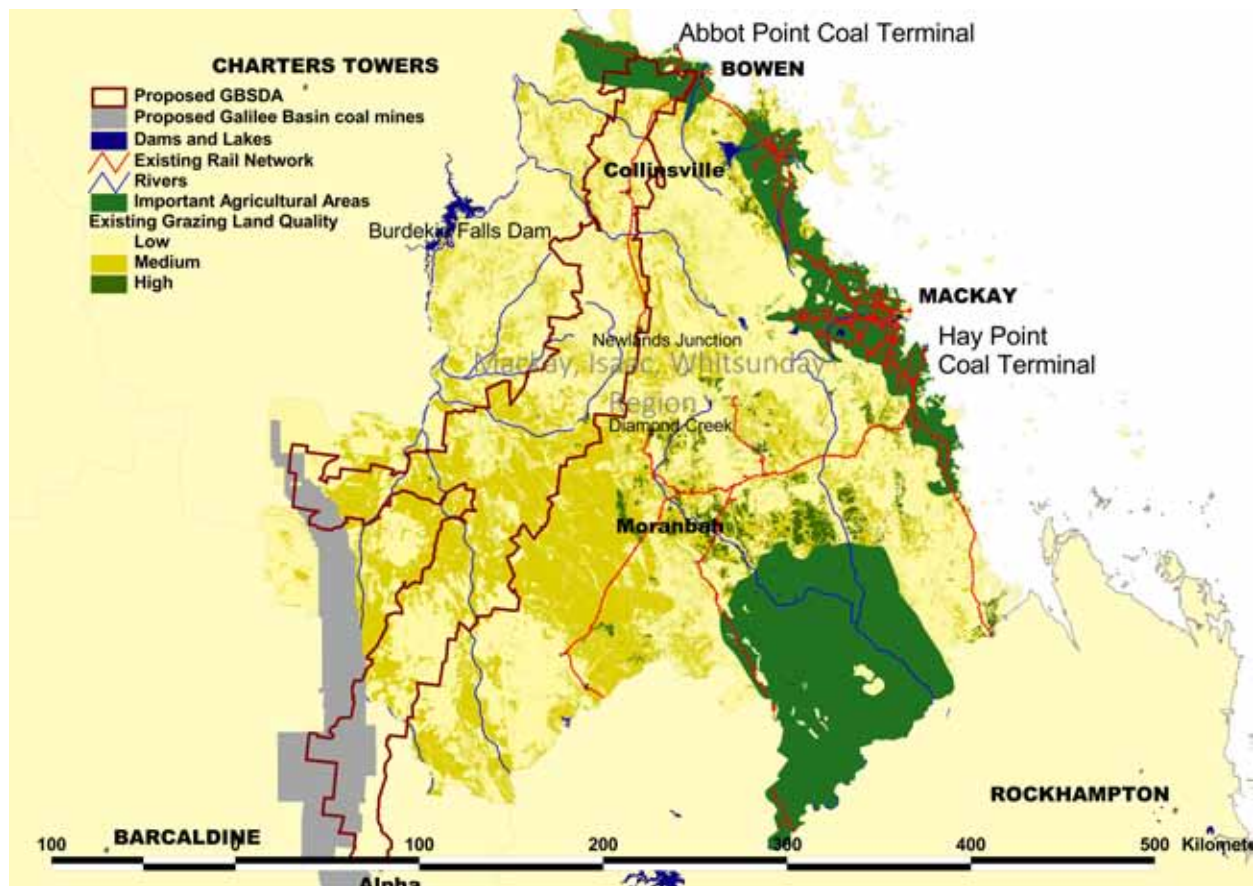 Abbot Point Coal Terminal
CHARTERS TOWERS
BOWEN
Proposed GBSDA
Proposed Galilee Basin coal mines
Dams and Lakes
Existing Rail Network
Rivers
Important Agricultural Areas
Existing Grazing Land Quality
Low
Medium
High
Collinsville
Burdekin Falls Dam
MACKAY
Hay Point
Coal Terminal
Newlands Junction
Mackay, Isaac, Whitsunday
Region
Diamond Creek
Moranbah
ROCKHAMPTON
BARCALDINE
100 0 100 200 300 400 500 Kilomete
Alpha